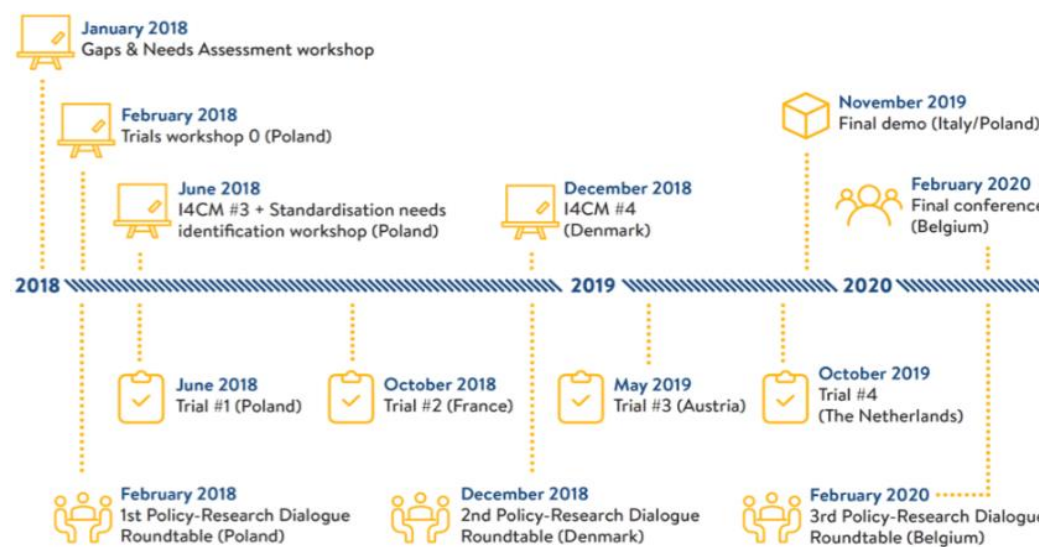 January 2018
Gaps & Needs Assessment workshop
February 2018
Trials workshop 0 (Poland)
June 2018
I4CM #3 + Standardisation needs
identification workshop (Poland)
December 2018
I4CM #4
(Denmark)
November 2019
Final demo (Italy/Poland)
February 2020
Final conference
(Belgium)
2018
2019
2020
June 2018
Trial #1 (Poland)
October 2018
Trial #2 (France)
May 2019
Trial #3 (Austria)
October 2019
Trial #4
(The Netherlands)
February 2018
1st Policy-Research Dialogue
Roundtable (Poland)
December 2018
2nd Policy-Research Dialogue
Roundtable (Denmark)
February 2020
3rd Policy-Research Dialogue
Roundtable (Belgium)